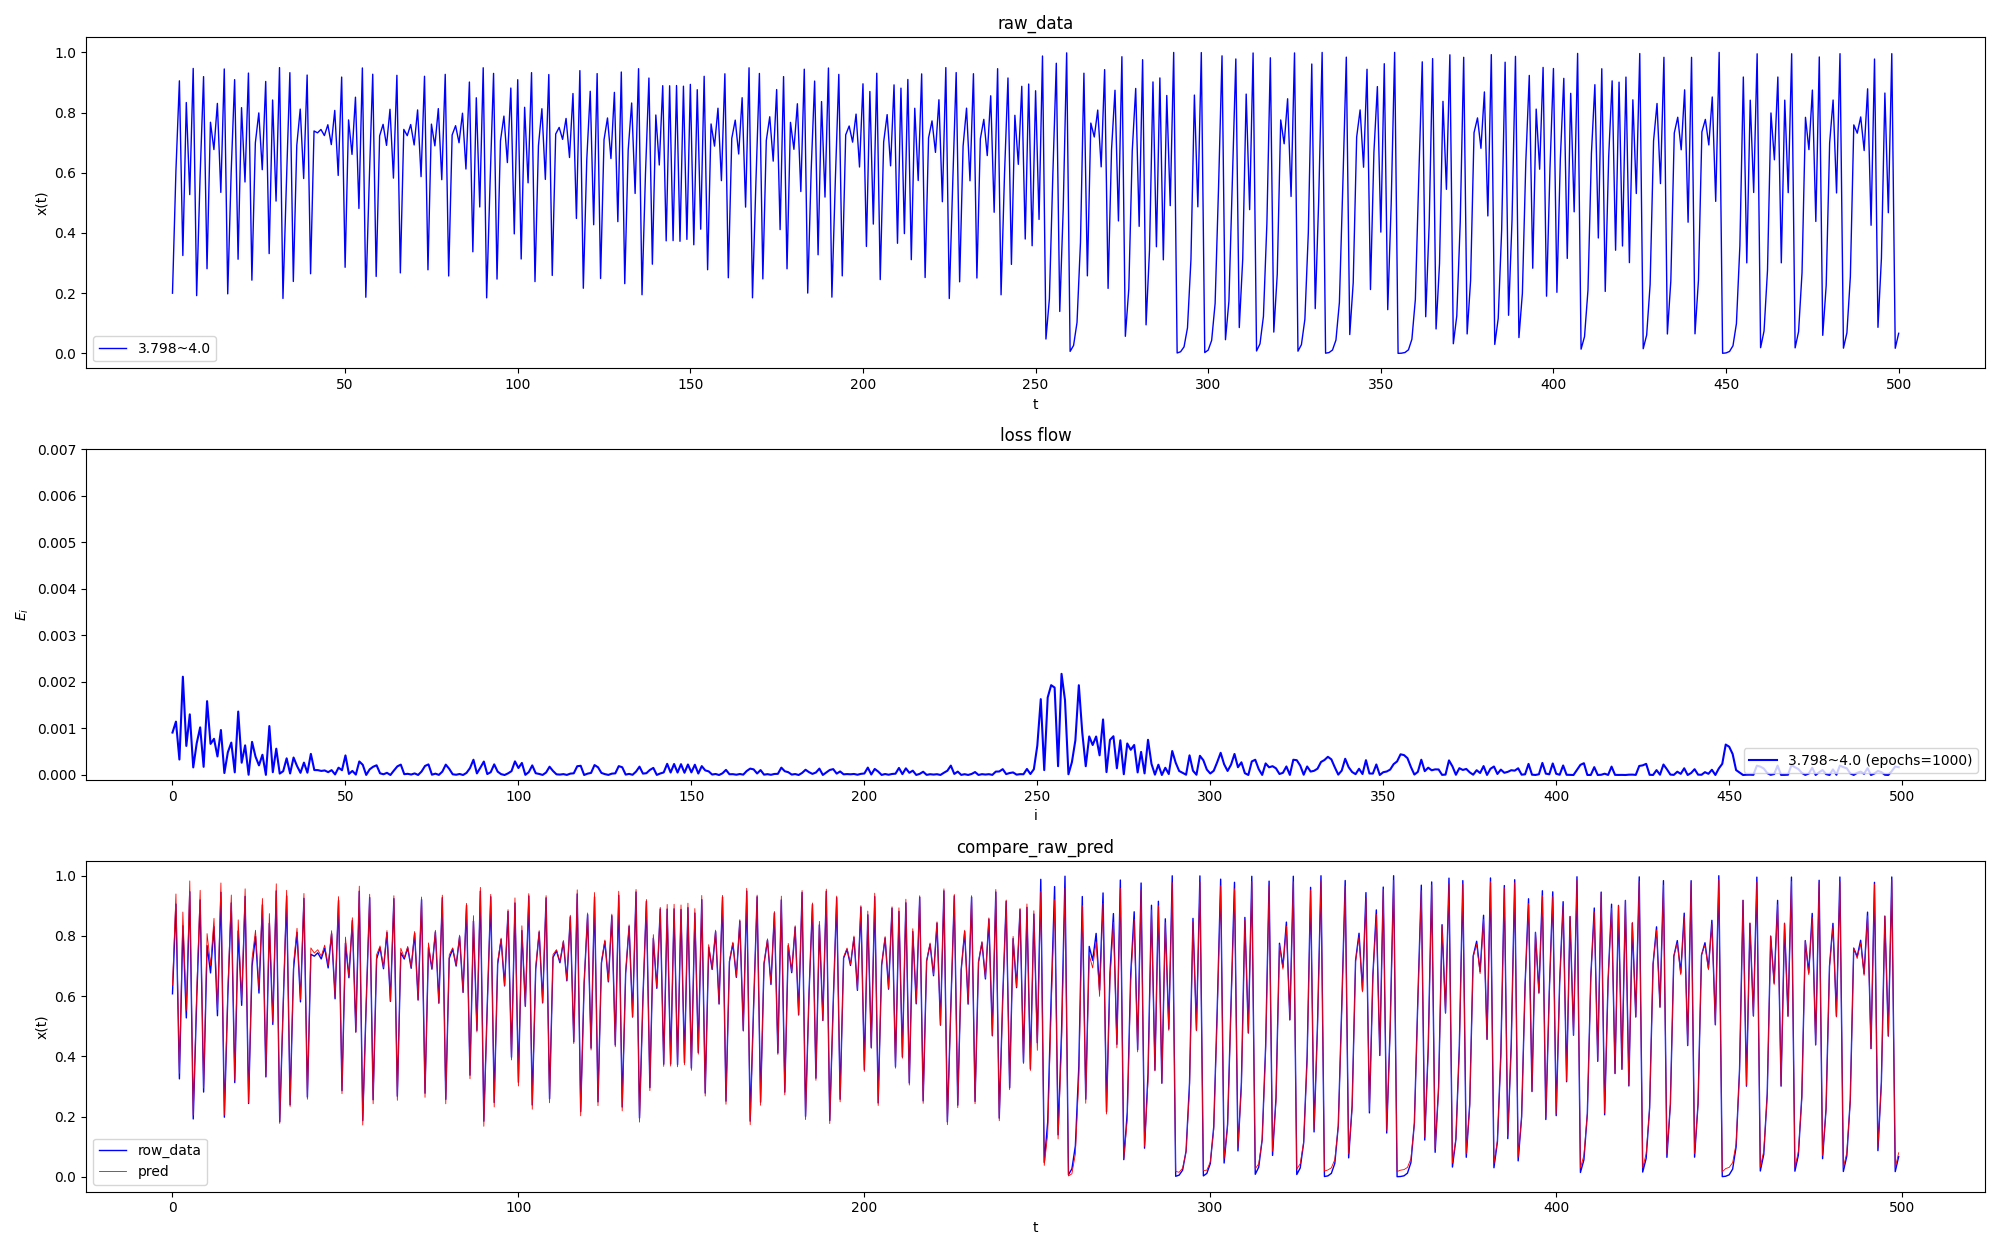 raw_data
1.0
0.8
0.6
0.4
0.2
0.0
x(t)
3.798~4.0
50 100 150 200 250 300 350 400 450 500
t
loss flow
0.007
0.006
0.005
0.004
0.003
0.002
0.001
0.000
E_i
3.798~4.0 (epochs=1000)
0 50 100 150 200 250 300 350 400 450 500
i
compare_raw_pred
1.0
0.8
0.6
0.4
0.2
0.0
x(t)
row_data
pred
0 100 200 300 400 500
t